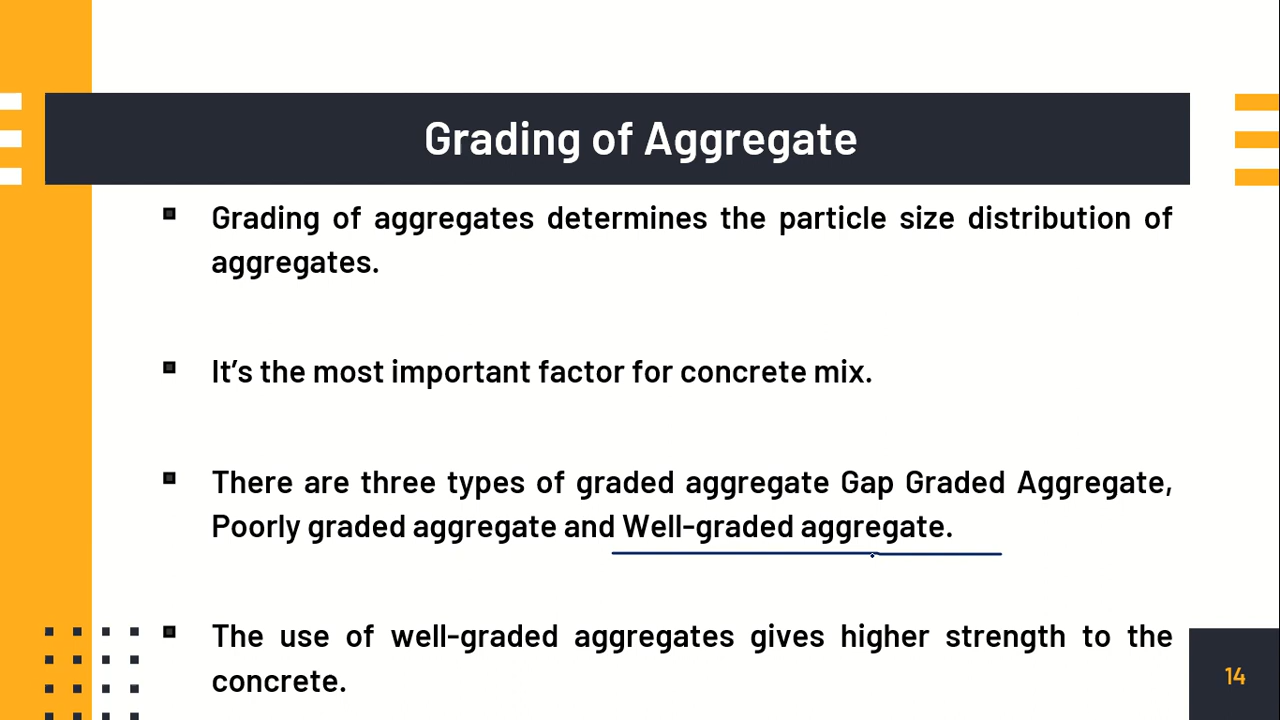 Grading of Aggregate
Grading of aggregates determines the particle size distribution of
aggregates.
It’s the most important factor for concrete mix.
There are three types of graded aggregate Gap Graded Aggregate,
Poorly graded aggregate and Well-graded aggregate.
The use of well-graded aggregates gives higher strength to the
concrete.
14